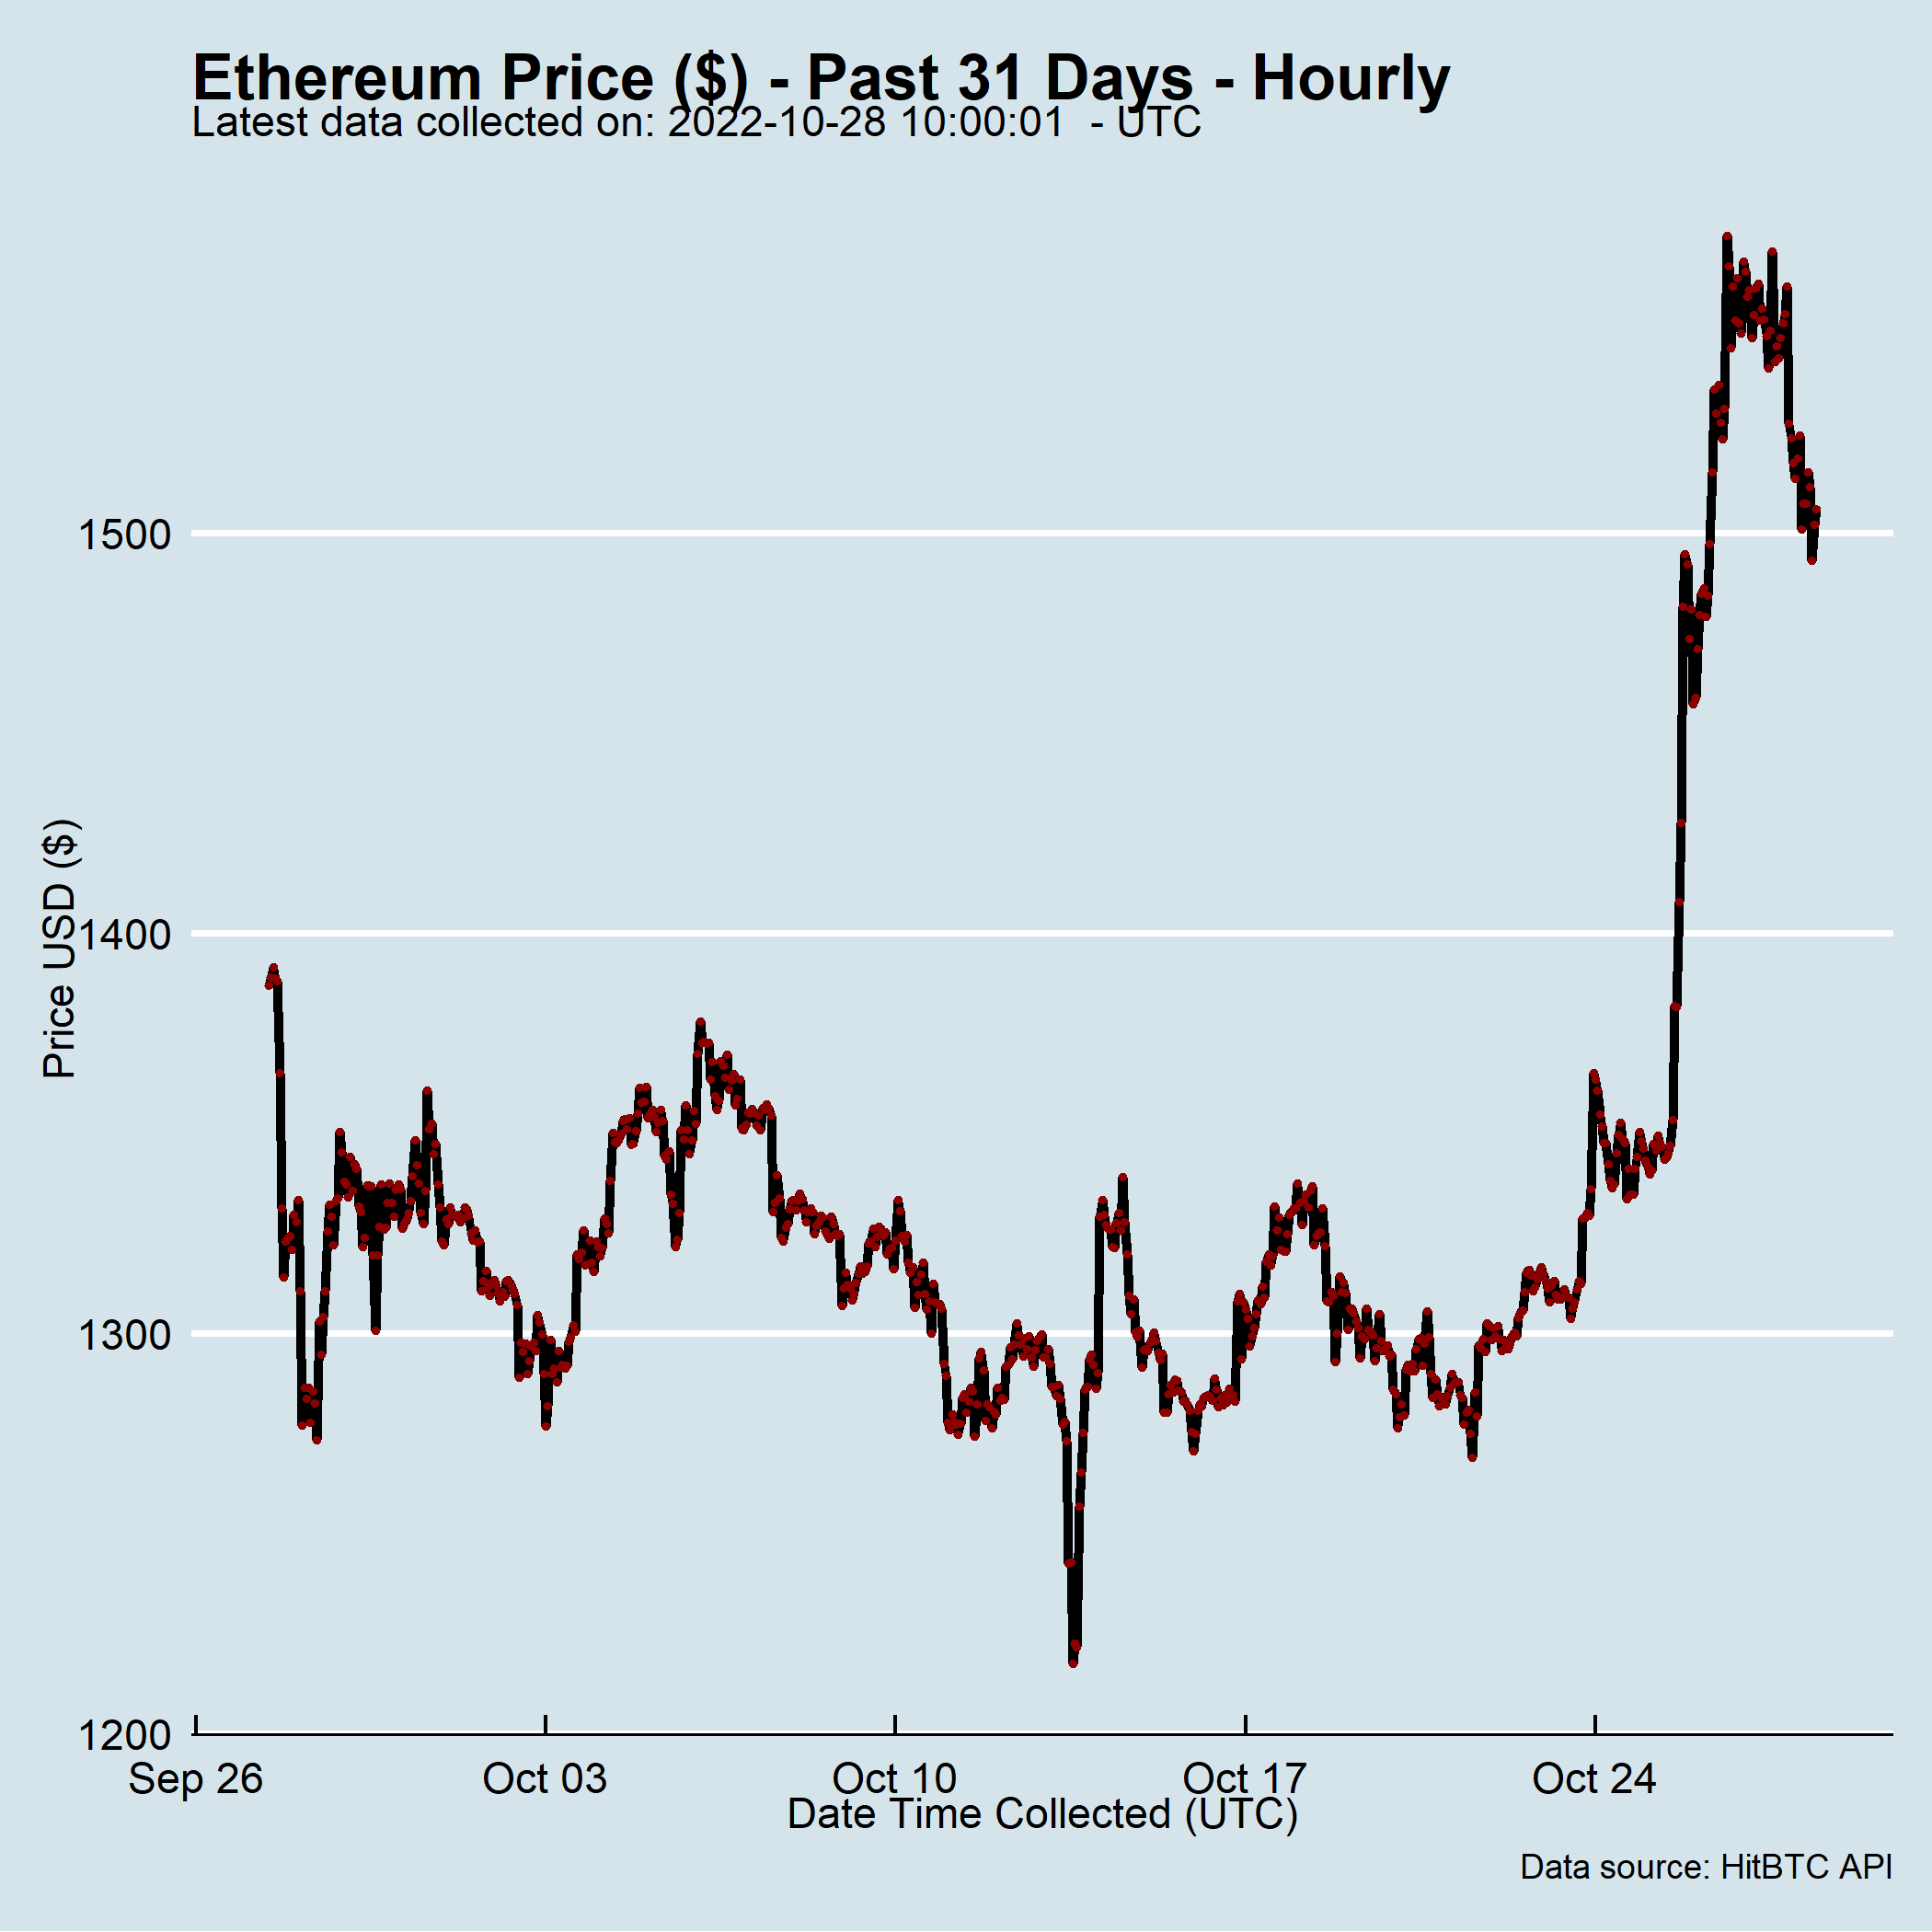 Ethereum Price ($) - Past 31 Days - Hourly
Latest data collected on: 2022-10-28 10:00:01  - UTC
Price USD ($)
1500
1400
1300
1200
Sep 26
Oct 03
Oct 10
Oct 17
Oct 24
Date Time Collected (UTC)
Data source: HitBTC API